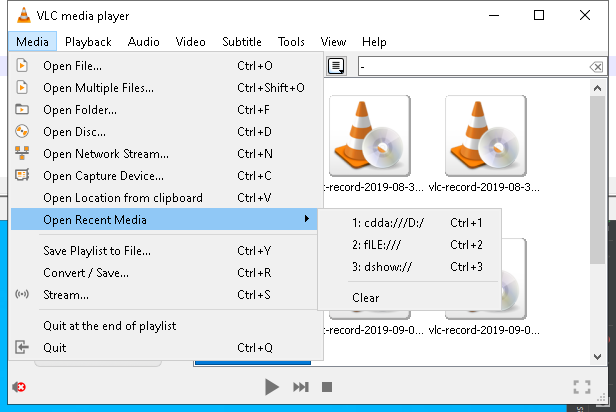 VLC media player
Media Playback Audio Video Subtitle Tools View Help
Open File... Ctrl+O
-
Open Multiple Files... Ctrl+Shift+O
Open Folder... Ctrl+F
Open Disc... Ctrl+D
Open Network Stream... Ctrl+N
Open Capture Device... Ctrl+C
Open Location from clipboard Ctrl+V
Open Recent Media
vlc-record-2019-08-3...
:-record-2019-08-3...
1: cdda:///D:/ Ctrl+1
2: fILE:/// Ctrl+2
3: dshow:// Ctrl+3
Clear
Save Playlist to File... Ctrl+Y
Convert / Save... Ctrl+R
Stream... Ctrl+S
Quit at the end of playlist
Quit Ctrl+Q
c-record-2019-09-0...
vlc-record-2019-09-0...